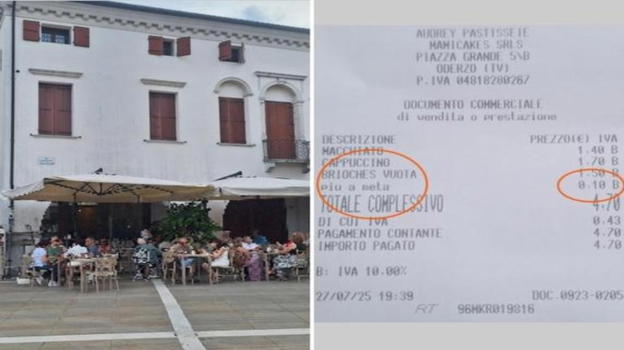 AUDREY PASTISSEIE
MAMICAKES SRLS
PIAZZA GRANDE 5\B
ODERZO (TV)
P.IVA 04818280267
DOCUMENTO COMMERCIALE
di vendita o prestazione
DESCRIZIONE PREZZO(€) IVA
MACCHIATO 1.40 B
CAPPUCCINO 1.70 B
BRIOCHES VUOTA 1.50 B
piu a meta 0.10 B
TOTALE COMPLESSIVO 4.70
DI CUI IVA 0.43
PAGAMENTO CONTANTE 4.70
IMPORTO PAGATO 4.70
B: IVA 10.00%
27/07/25 19:39 DOC.0923-0205
RT 96MKR019816